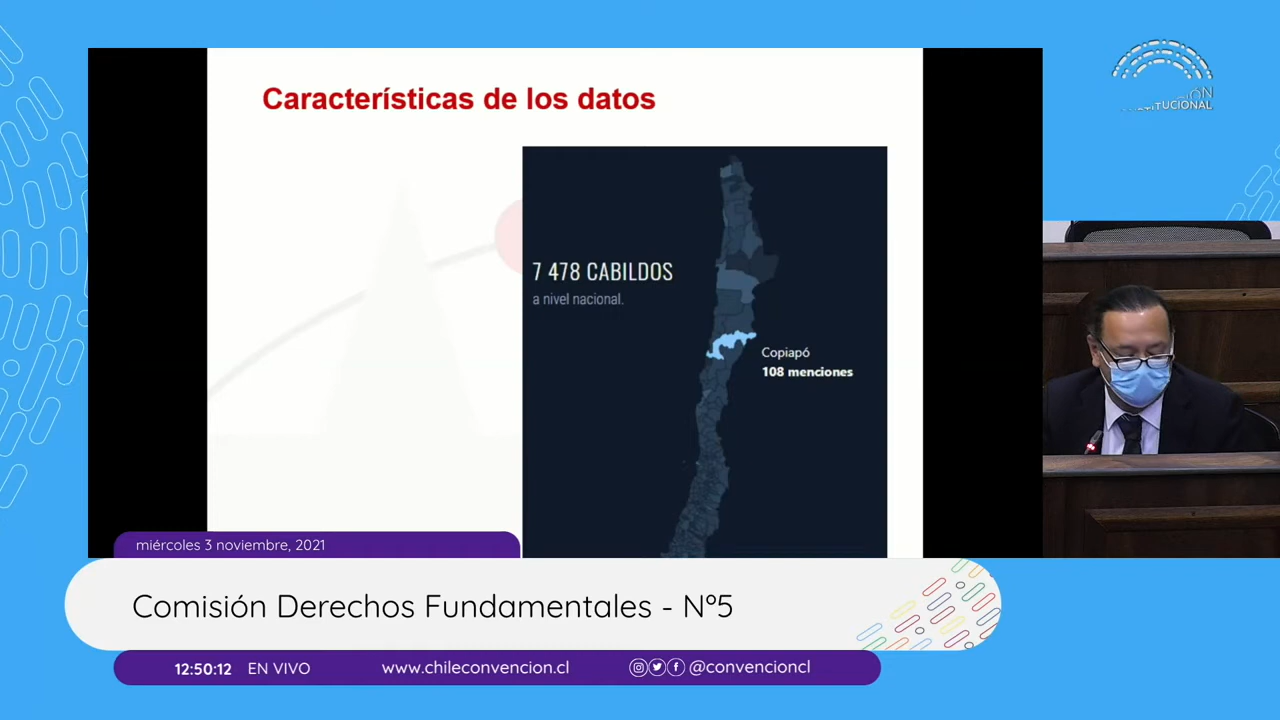 Características de los datos
7 478 CABILDOS
a nivel nacional.
Copiapó
108 menciones
TUCIONAL
miércoles 3 noviembre, 2021
Comisión Derechos Fundamentales - Nº5
12:50:12 EN VIVO www.chileconvencion.cl @convencioncl